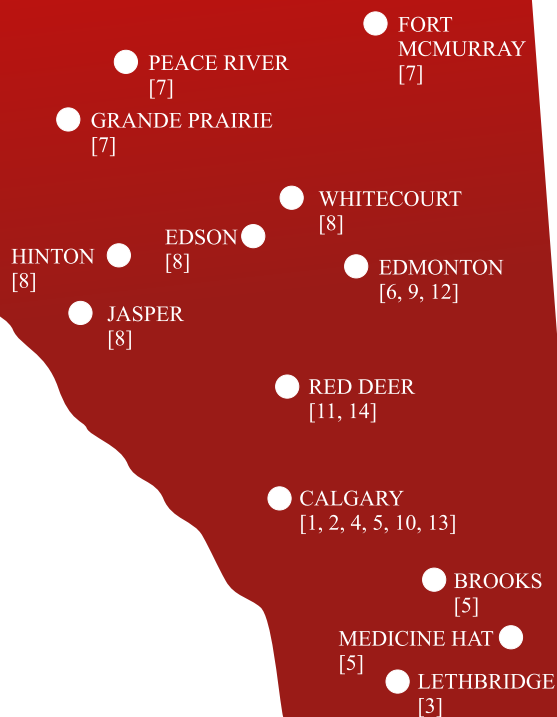 FORT
MCMURRAY
[7]
PEACE RIVER
[7]
GRANDE PRAIRIE
[7]
WHITECOURT
[8]
EDSON
[8]
HINTON
[8]
EDMONTON
[6, 9, 12]
JASPER
[8]
RED DEER
[11, 14]
CALGARY
[1, 2, 4, 5, 10, 13]
BROOKS
[5]
MEDICINE HAT
[5]
LETHBRIDGE
[3]